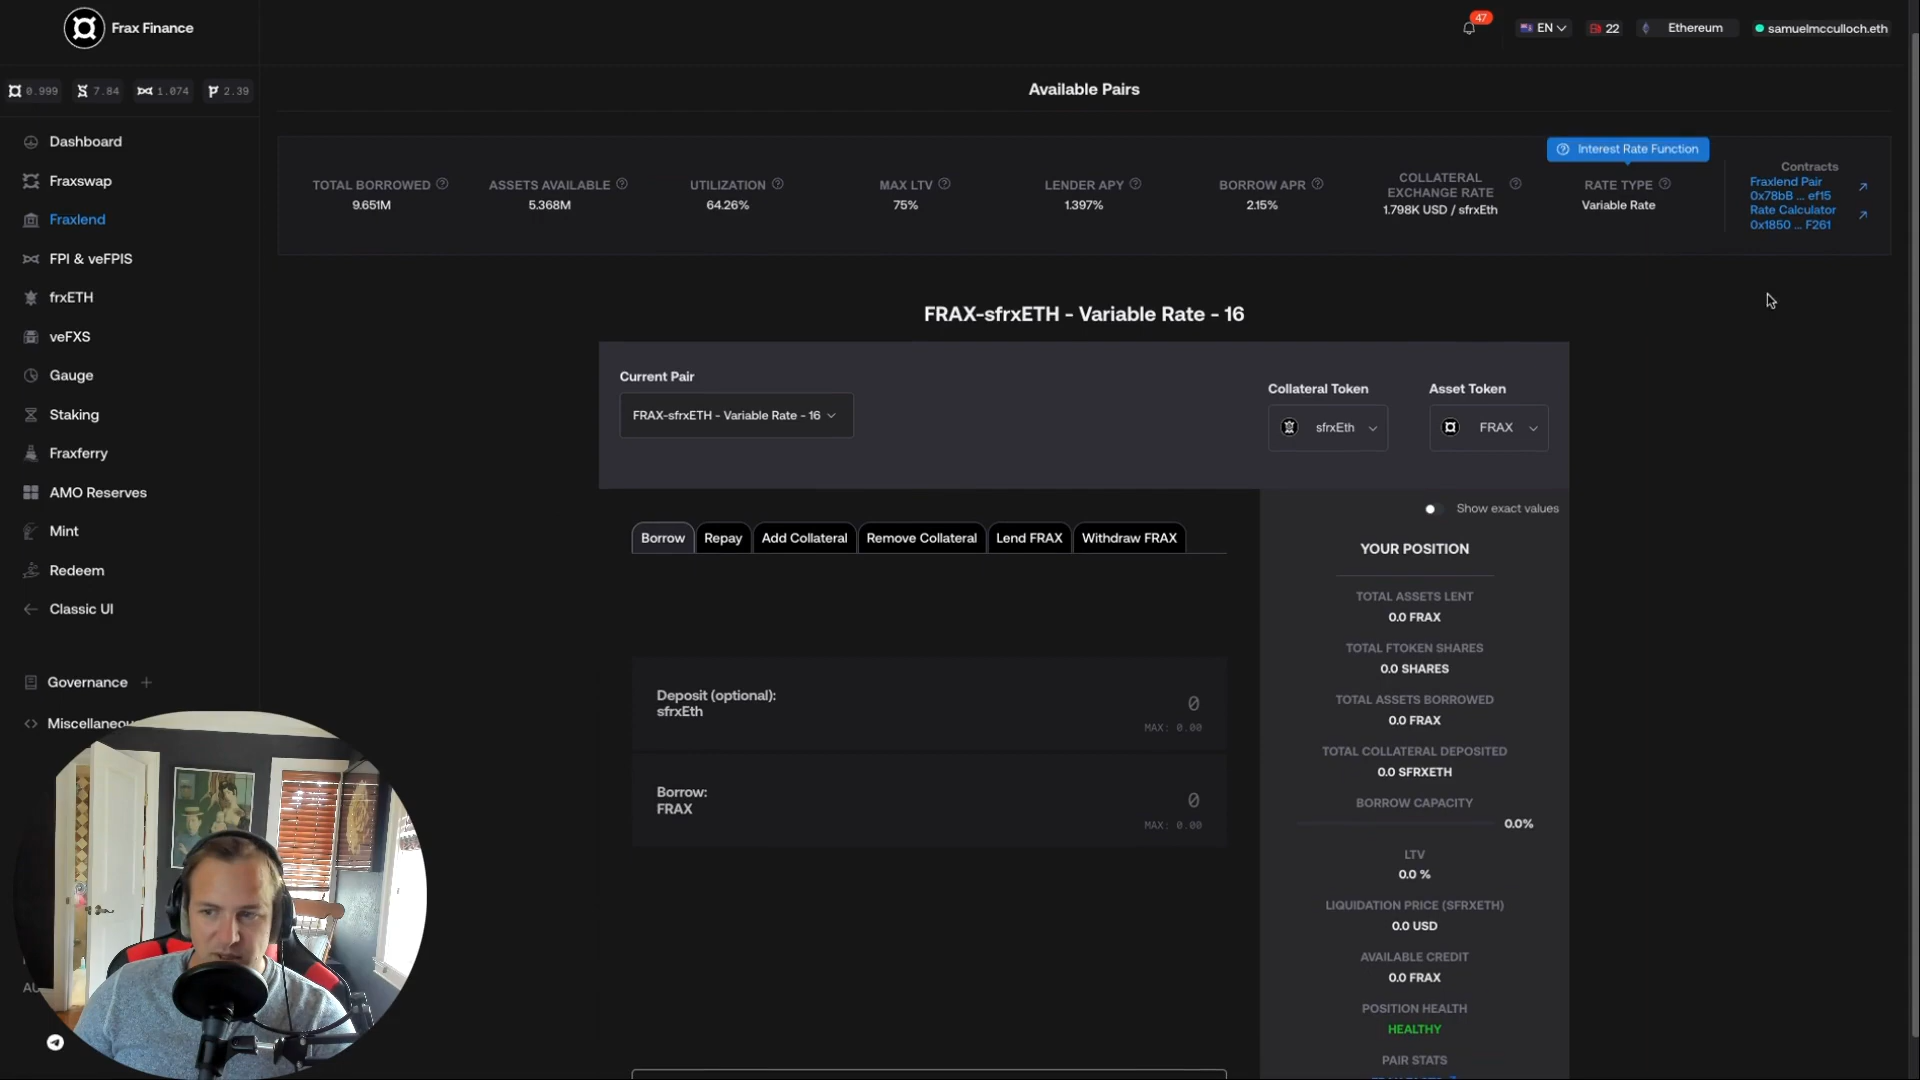 Frax Finance
47
EN
22
Ethereum
samuelmcculloch.eth
0.999
7.84
1.074
2.39
Dashboard
Fraxswap
Fraxlend
FPI & veFPIS
frxETH
veFXS
Gauge
Staking
Fraxferry
AMO Reserves
Mint
Redeem
Classic UI
Governance
Available Pairs
Interest Rate Function
TOTAL BORROWED
9.651M
ASSETS AVAILABLE
5.368M
UTILIZATION
64.26%
MAX LTV
75%
LENDER APY
1.397%
BORROW APR
2.15%
COLLATERAL
EXCHANGE RATE
1.798K USD / sfrxEth
RATE TYPE
Variable Rate
Contracts
Fraxlend Pair
0x78bB ... ef15
Rate Calculator
0x1850 ... F261
FRAX-sfrxETH - Variable Rate - 16
Current Pair
FRAX-sfrxETH - Variable Rate - 16
Collateral Token
sfrxEth
Asset Token
FRAX
Borrow
Repay
Add Collateral
Remove Collateral
Lend FRAX
Withdraw FRAX
Deposit (optional):
sfrxEth
0
MAX: 0.00
Borrow:
FRAX
0
MAX: 0.00
Show exact values
YOUR POSITION
TOTAL ASSETS LENT
0.0 FRAX
TOTAL FTOKEN SHARES
0.0 SHARES
TOTAL ASSETS BORROWED
0.0 FRAX
TOTAL COLLATERAL DEPOSITED
0.0 SFRXETH
BORROW CAPACITY
0.0%
LTV
0.0 %
LIQUIDATION PRICE (SFRXETH)
0.0 USD
AVAILABLE CREDIT
0.0 FRAX
POSITION HEALTH
HEALTHY
PAIR STATS